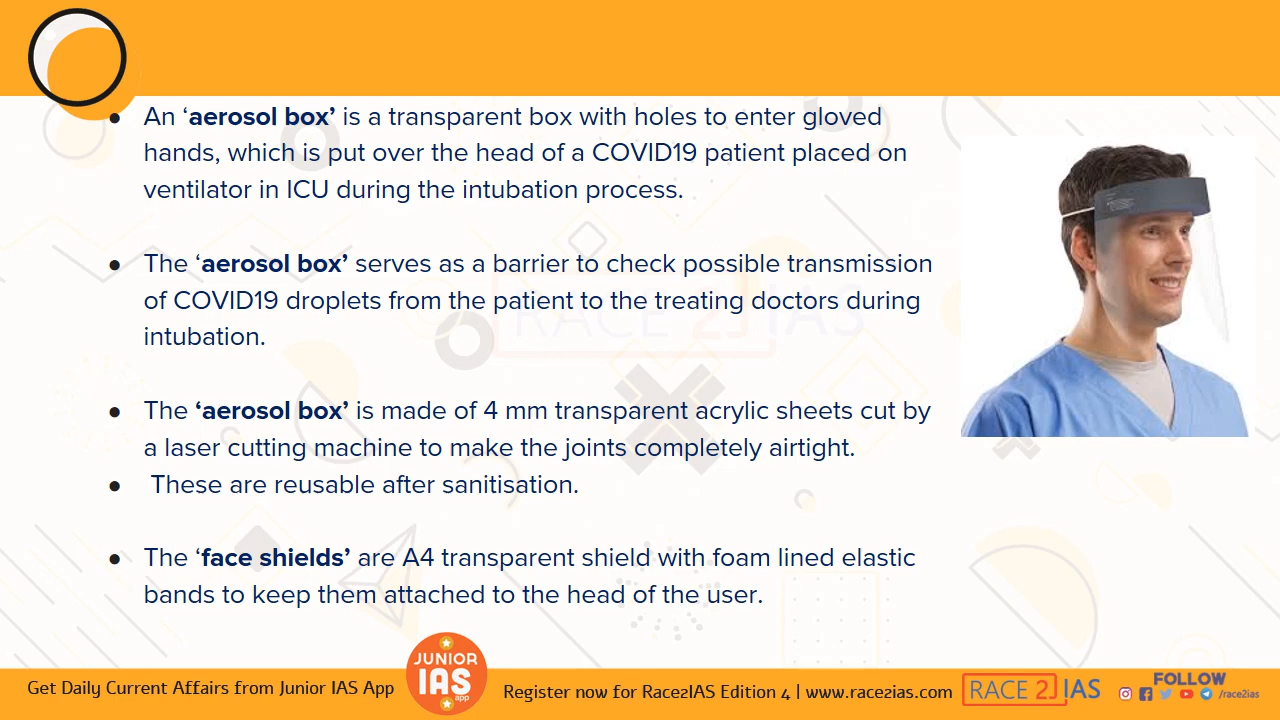 ● An ‘aerosol box’ is a transparent box with holes to enter gloved
hands, which is put over the head of a COVID19 patient placed on
ventilator in ICU during the intubation process.
● The ‘aerosol box’ serves as a barrier to check possible transmission
of COVID19 droplets from the patient to the treating doctors during
intubation.
● The ‘aerosol box’ is made of 4 mm transparent acrylic sheets cut by
a laser cutting machine to make the joints completely airtight.
● These are reusable after sanitisation.
● The ‘face shields’ are A4 transparent shield with foam lined elastic
bands to keep them attached to the head of the user.
RACE 2 IAS
Get Daily Current Affairs from Junior IAS App
JUNIOR
IAS
app
Register now for Race2IAS Edition 4 | www.race2ias.com
RACE 2 IAS
FOLLOW
/race2ias